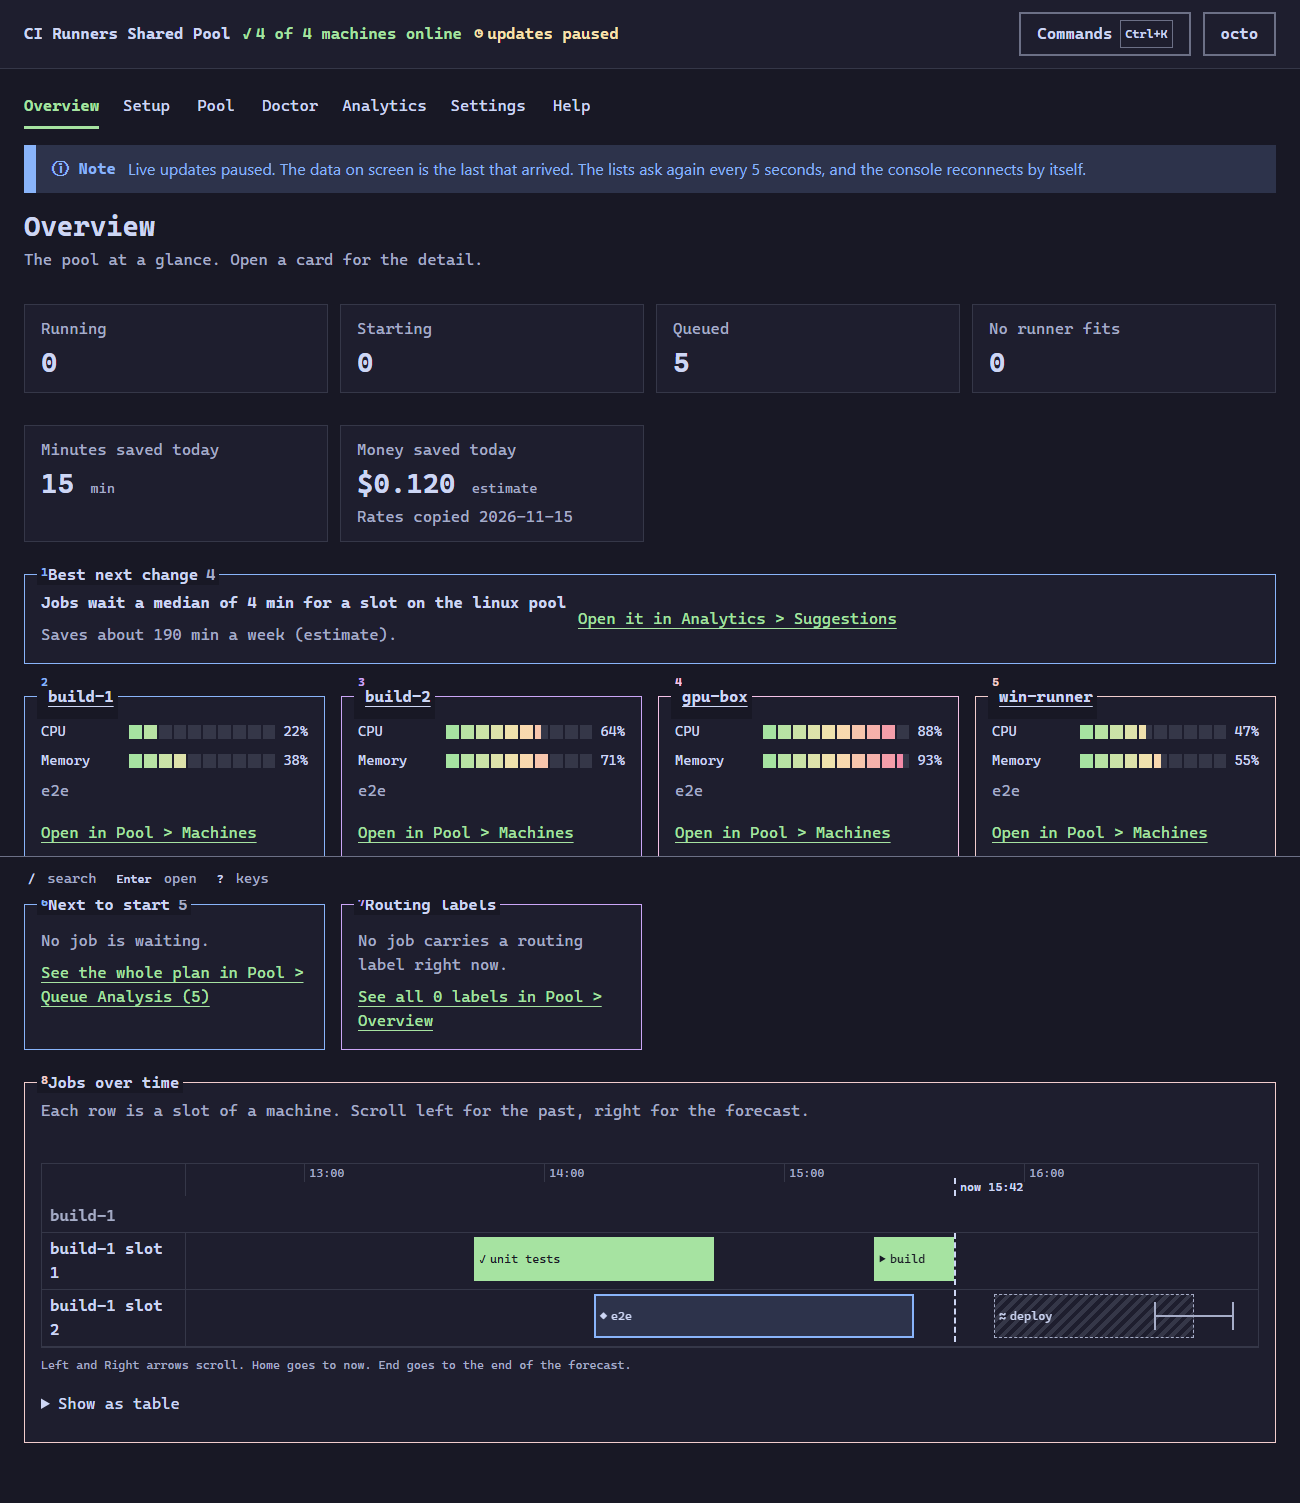 CI Runners Shared Pool ✓4 of 4 machines online updates paused
Commands Ctrl+K octo
Overview Setup Pool Doctor Analytics Settings Help
Note Live updates paused. The data on screen is the last that arrived. The lists ask again every 5 seconds, and the console reconnects by itself.
Overview
The pool at a glance. Open a card for the detail.
Running
0
Starting
0
Queued
5
No runner fits
0
Minutes saved today
15 min
Money saved today
$0.120 estimate
Rates copied 2026-11-15
1Best next change 4
Jobs wait a median of 4 min for a slot on the linux pool
Saves about 190 min a week (estimate).
Open it in Analytics > Suggestions
2
build-1
CPU 22%
Memory 38%
e2e
Open in Pool > Machines
3
build-2
CPU 64%
Memory 71%
e2e
Open in Pool > Machines
4
gpu-box
CPU 88%
Memory 93%
e2e
Open in Pool > Machines
5
win-runner
CPU 47%
Memory 55%
e2e
Open in Pool > Machines
/ search Enter open ? keys
6Next to start 5
No job is waiting.
See the whole plan in Pool >
Queue Analysis (5)
7Routing labels
No job carries a routing
label right now.
See all 0 labels in Pool >
Overview
8Jobs over time
Each row is a slot of a machine. Scroll left for the past, right for the forecast.
13:00 14:00 15:00 16:00
now 15:42
build-1
build-1 slot
1
✓ unit tests
▶ build
build-1 slot
2
◆ e2e
deploy
Left and Right arrows scroll. Home goes to now. End goes to the end of the forecast.
▶ Show as table